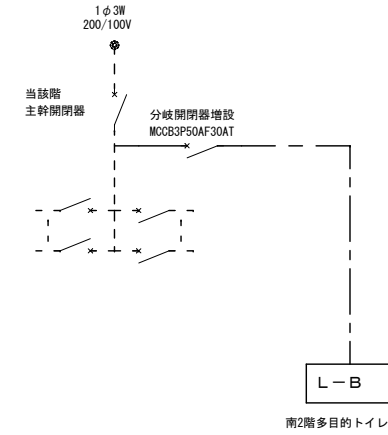 1φ3W
200/100V
当該階
主幹開閉器
分岐開閉器増設
MCCB3P50AF30AT
L－B
南2階多目的トイレ